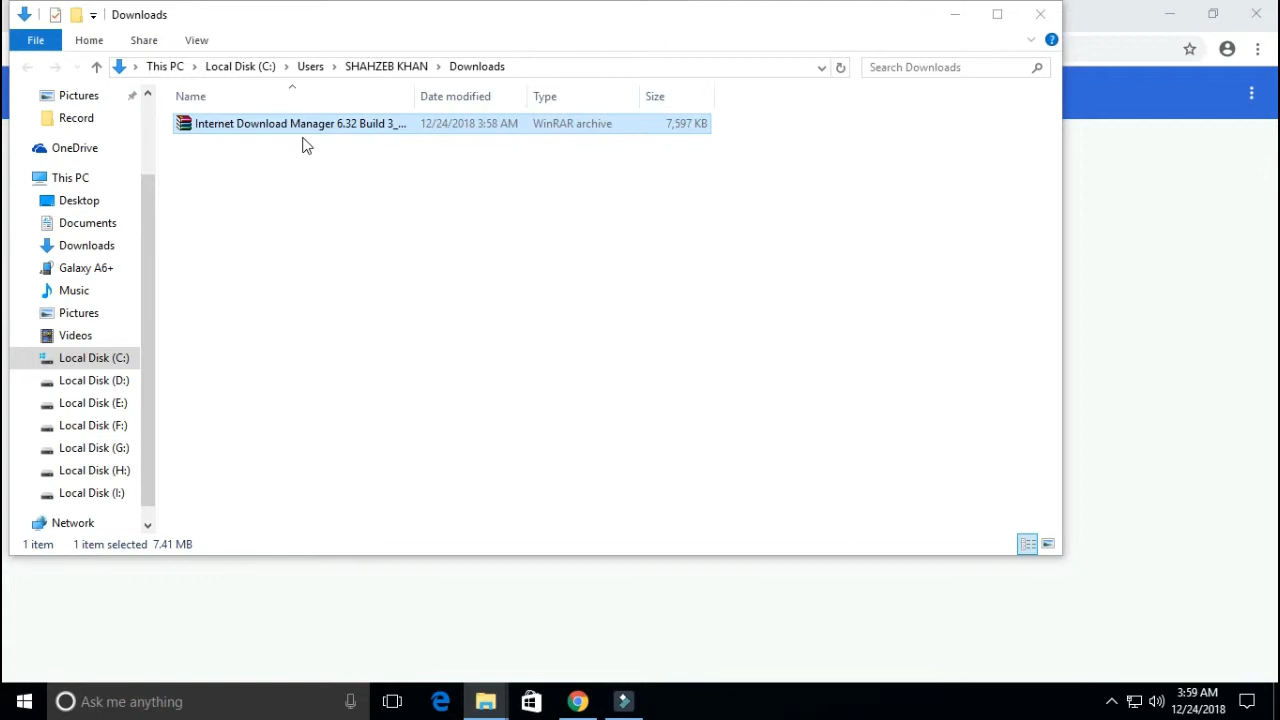 Downloads
File Home Share View
This PC Local Disk (C:) Users SHAHZEB KHAN Downloads
Search Downloads
Name Date modified Type Size
Internet Download Manager 6.32 Build 3_... 12/24/2018 3:58 AM WinRAR archive 7,597 KB
Pictures
Record
OneDrive
This PC
Desktop
Documents
Downloads
Galaxy A6+
Music
Pictures
Videos
Local Disk (C:)
Local Disk (D:)
Local Disk (E:)
Local Disk (F:)
Local Disk (G:)
Local Disk (H:)
Local Disk (I:)
Network
1 item 1 item selected 7.41 MB
Ask me anything
3:59 AM
12/24/2018